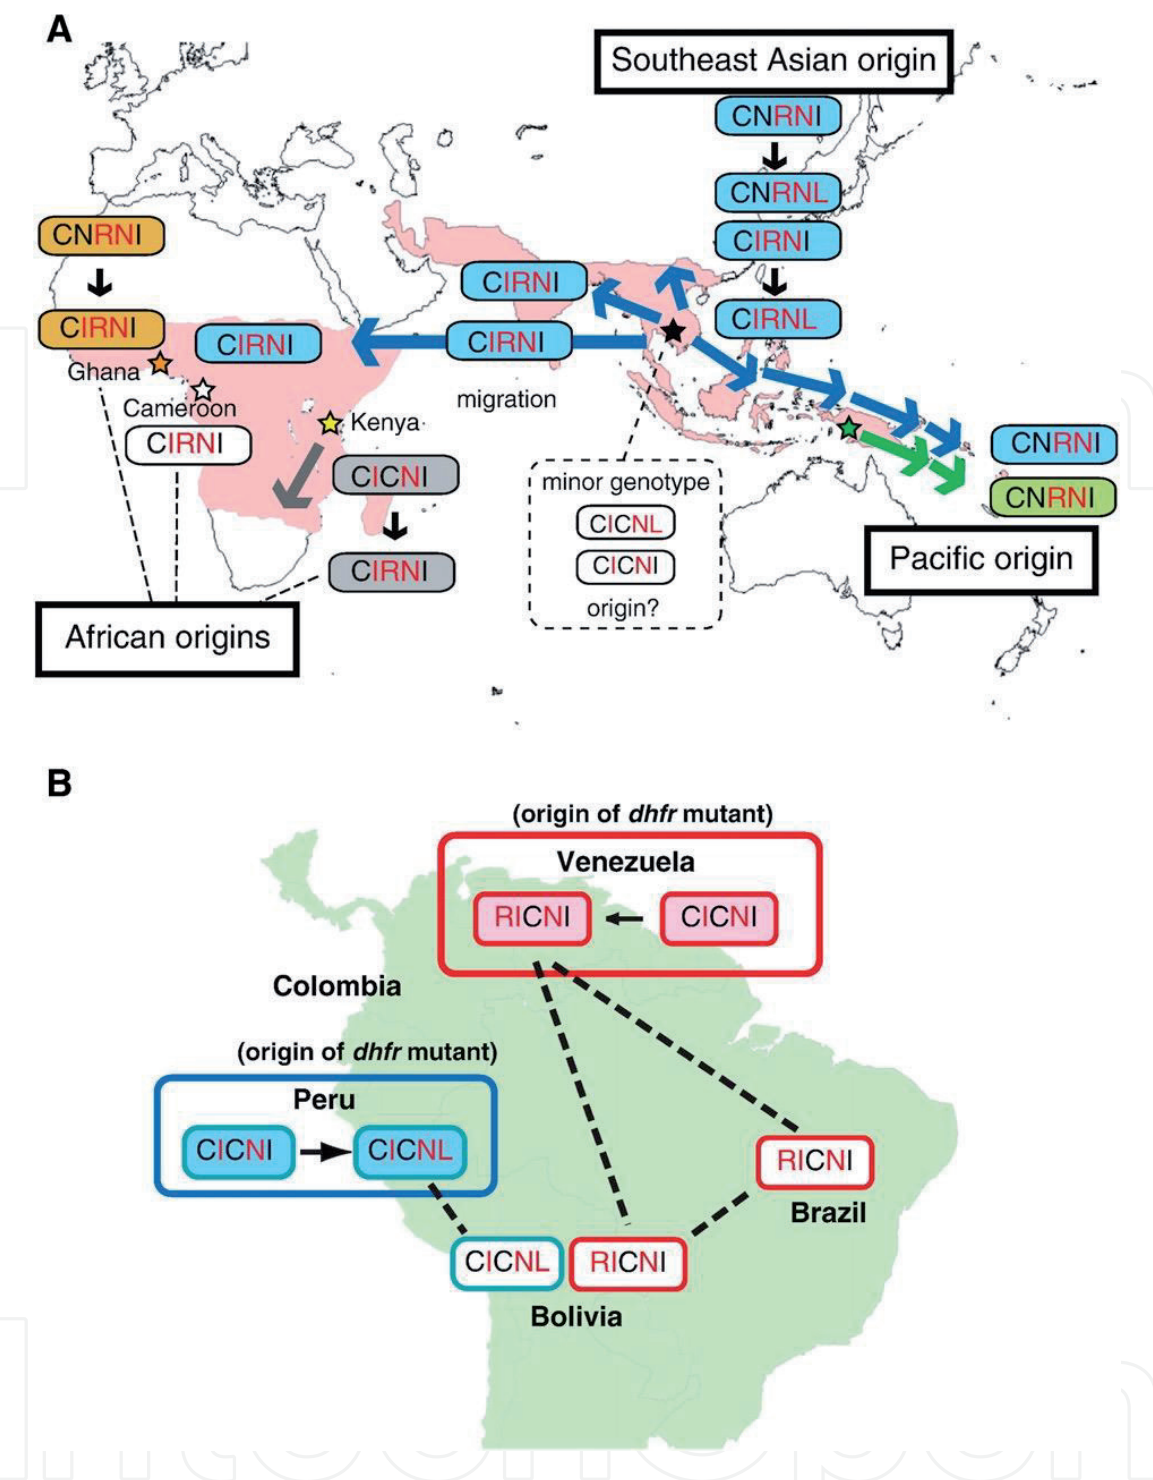 A
Southeast Asian origin
CNRNI
CNRNL
CIRNI
CIRNL
CNRNI
CIRNI
Ghana
CIRNI
Cameroon
CIRNI
CIRNI
CIRNI
migration
Kenya
CICNI
CIRNI
minor genotype
CICNL
CICNI
origin?
CNRNI
CNRNI
Pacific origin
African origins
B
(origin of dhfr mutant)
Venezuela
RICNI
CICNI
Colombia
(origin of dhfr mutant)
Peru
CICNI
CICNL
RICNI
Brazil
CICNL
RICNI
Bolivia